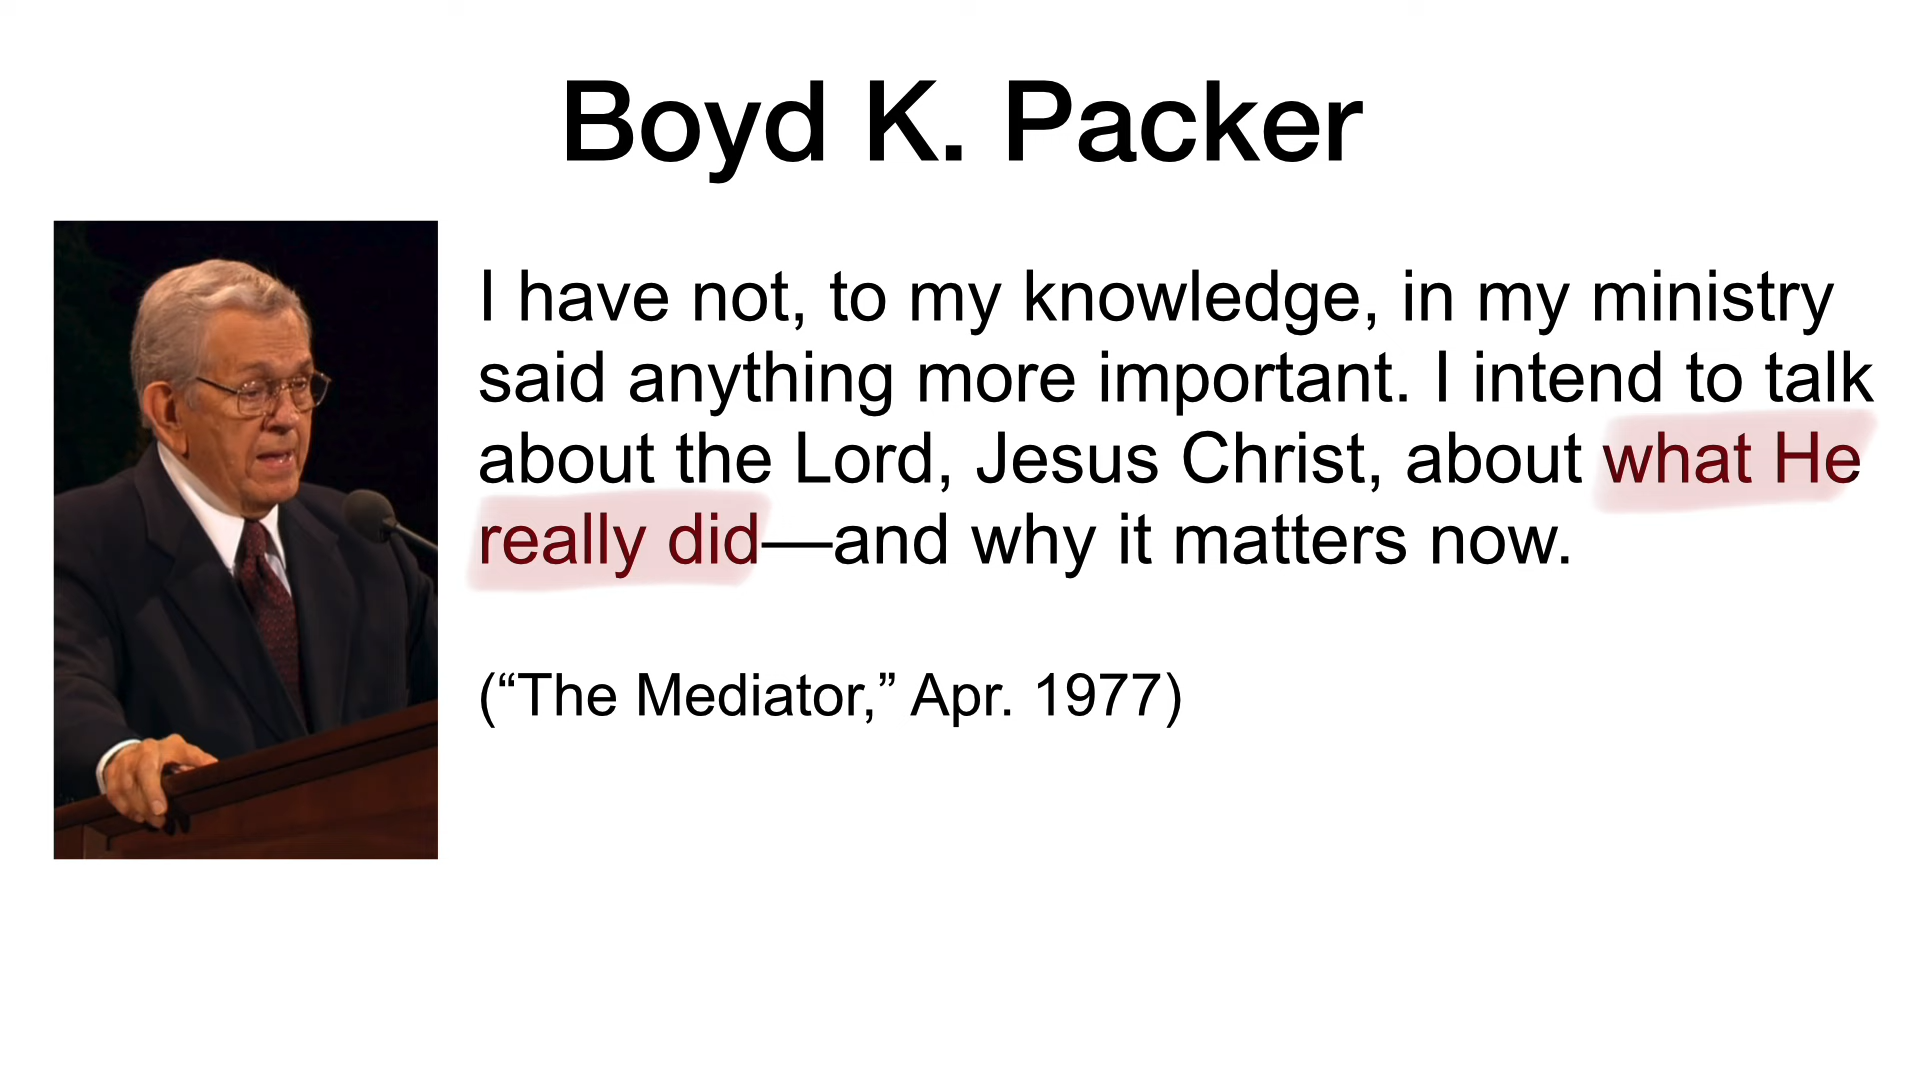 Boyd K. Packer
I have not, to my knowledge, in my ministry
said anything more important. I intend to talk
about the Lord, Jesus Christ, about what He
really did—and why it matters now.
(“The Mediator,” Apr. 1977)